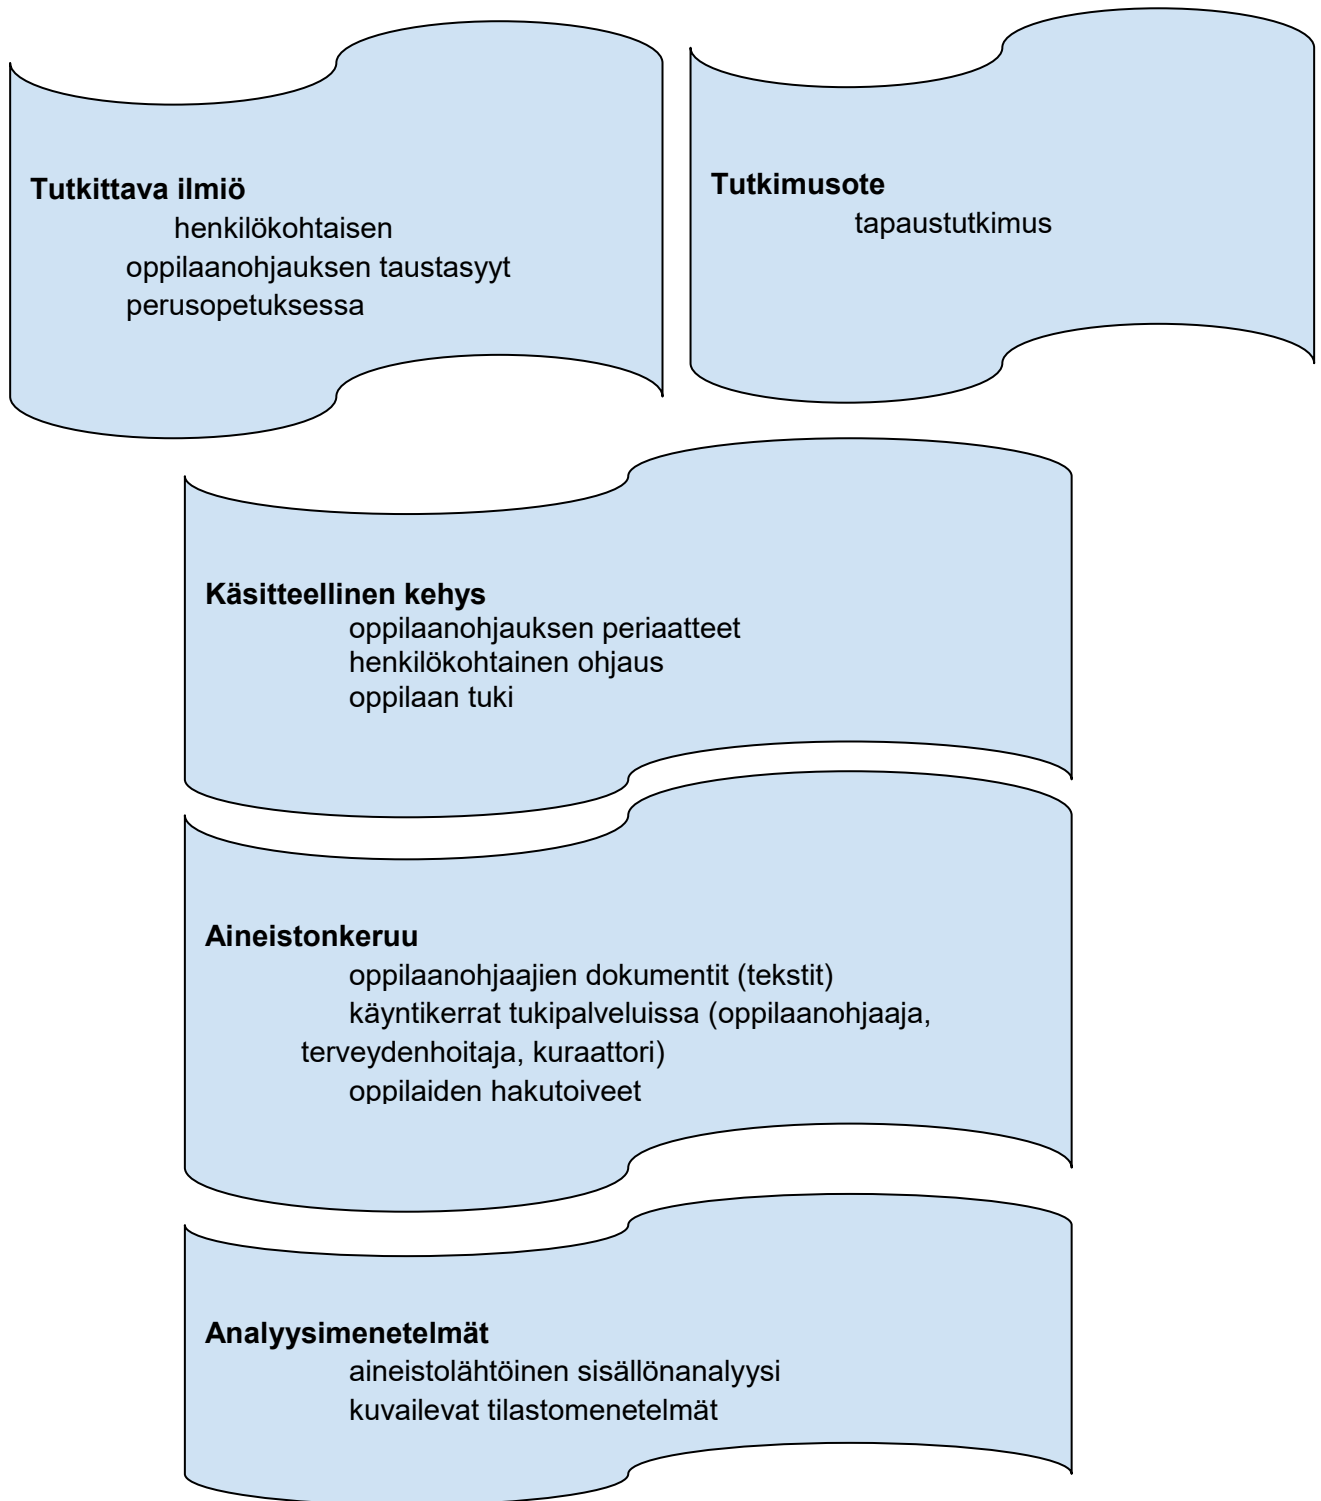 Tutkittava ilmiö
henkilökohtaisen
oppilaanohjauksen taustasyyt
perusopetuksessa
Tutkimusote
tapaustutkimus
Käsitteellinen kehys
oppilaanohjauksen periaatteet
henkilökohtainen ohjaus
oppilaan tuki
Aineistonkeruu
oppilaanohjaajien dokumentit (tekstit)
käyntikerrat tukipalveluissa (oppilaanohjaaja,
terveydenhoitaja, kuraattori)
oppilaiden hakutoiveet
Analyysimenetelmät
aineistolähtöinen sisällönanalyysi
kuvailevat tilastomenetelmät